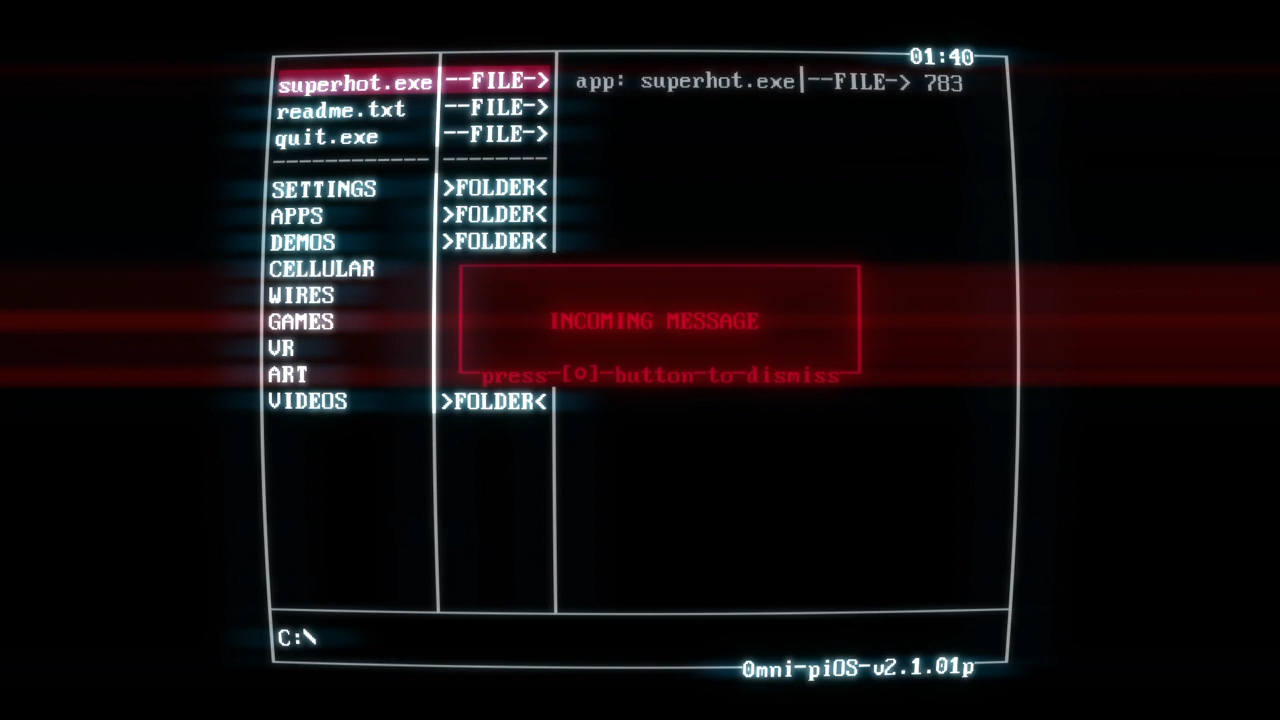 01:40
superhot.exe --FILE-> app: superhot.exe|--FILE-> 783
readme.txt --FILE->
quit.exe --FILE->
------------ --------
SETTINGS >FOLDER<
APPS >FOLDER<
DEMOS >FOLDER<
CELLULAR
WIRES
GAMES INCOMING MESSAGE
VR
ART press-[O]-button-to-dismiss
VIDEOS >FOLDER<
C:\
Omni-piOS-v2.1.01p